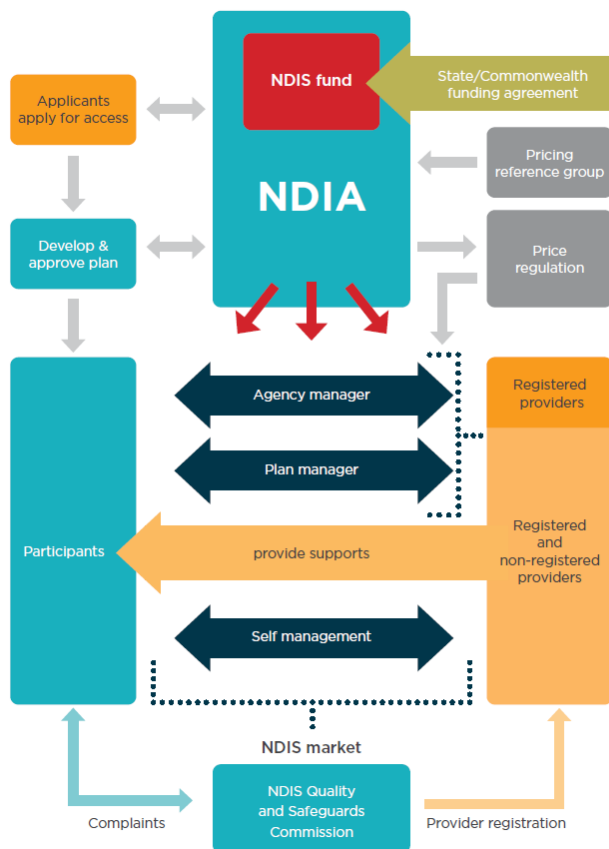 NDIS fund
State/Commonwealth
funding agreement
Applicants
apply for access
Pricing
reference group
NDIA
Develop &
approve plan
Price
regulation
Agency manager
Registered
providers
Plan manager
Participants
provide supports
Registered
and
non-registered
providers
Self management
NDIS market
NDIS Quality
and Safeguards
Commission
Complaints
Provider registration